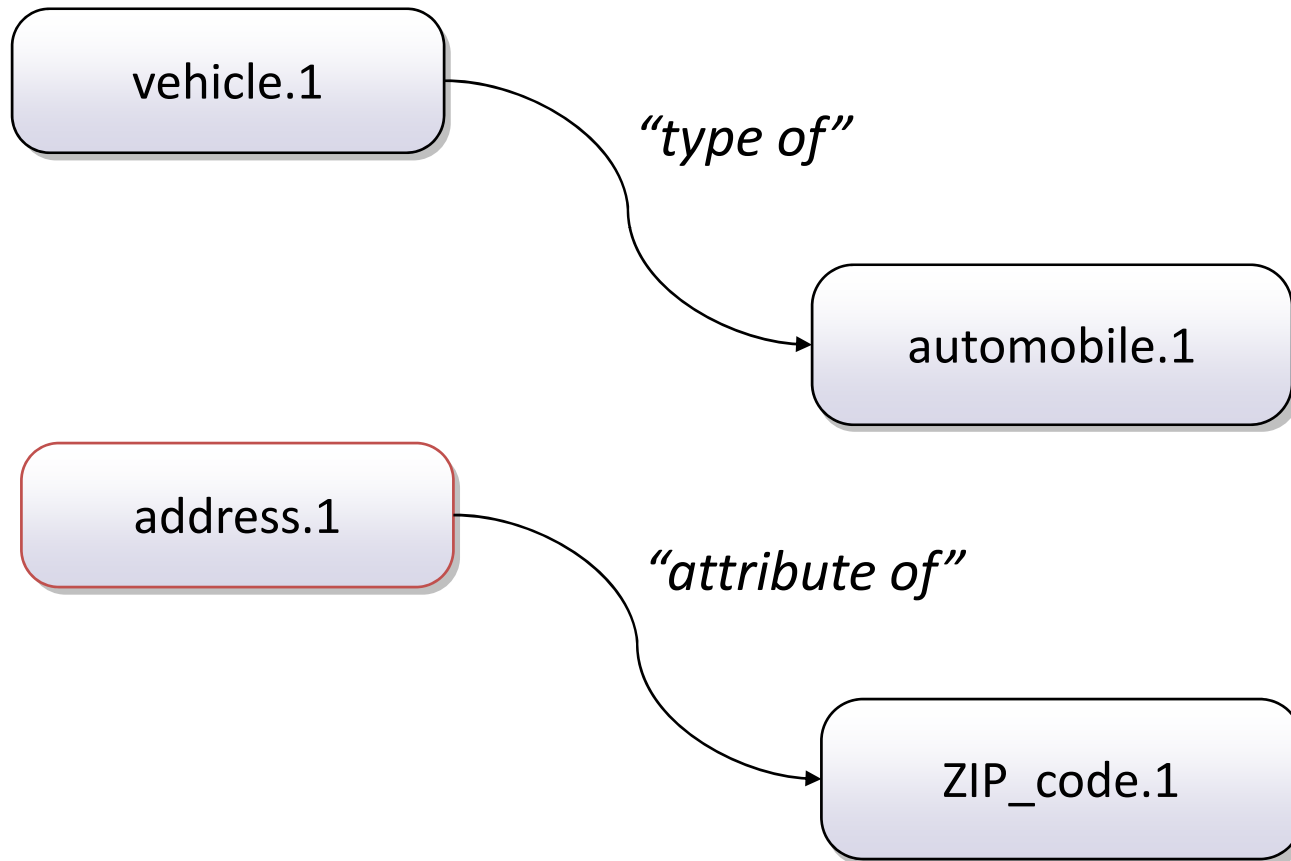 vehicle.1
“type of”
automobile.1
address.1
“attribute of”
ZIP_code.1